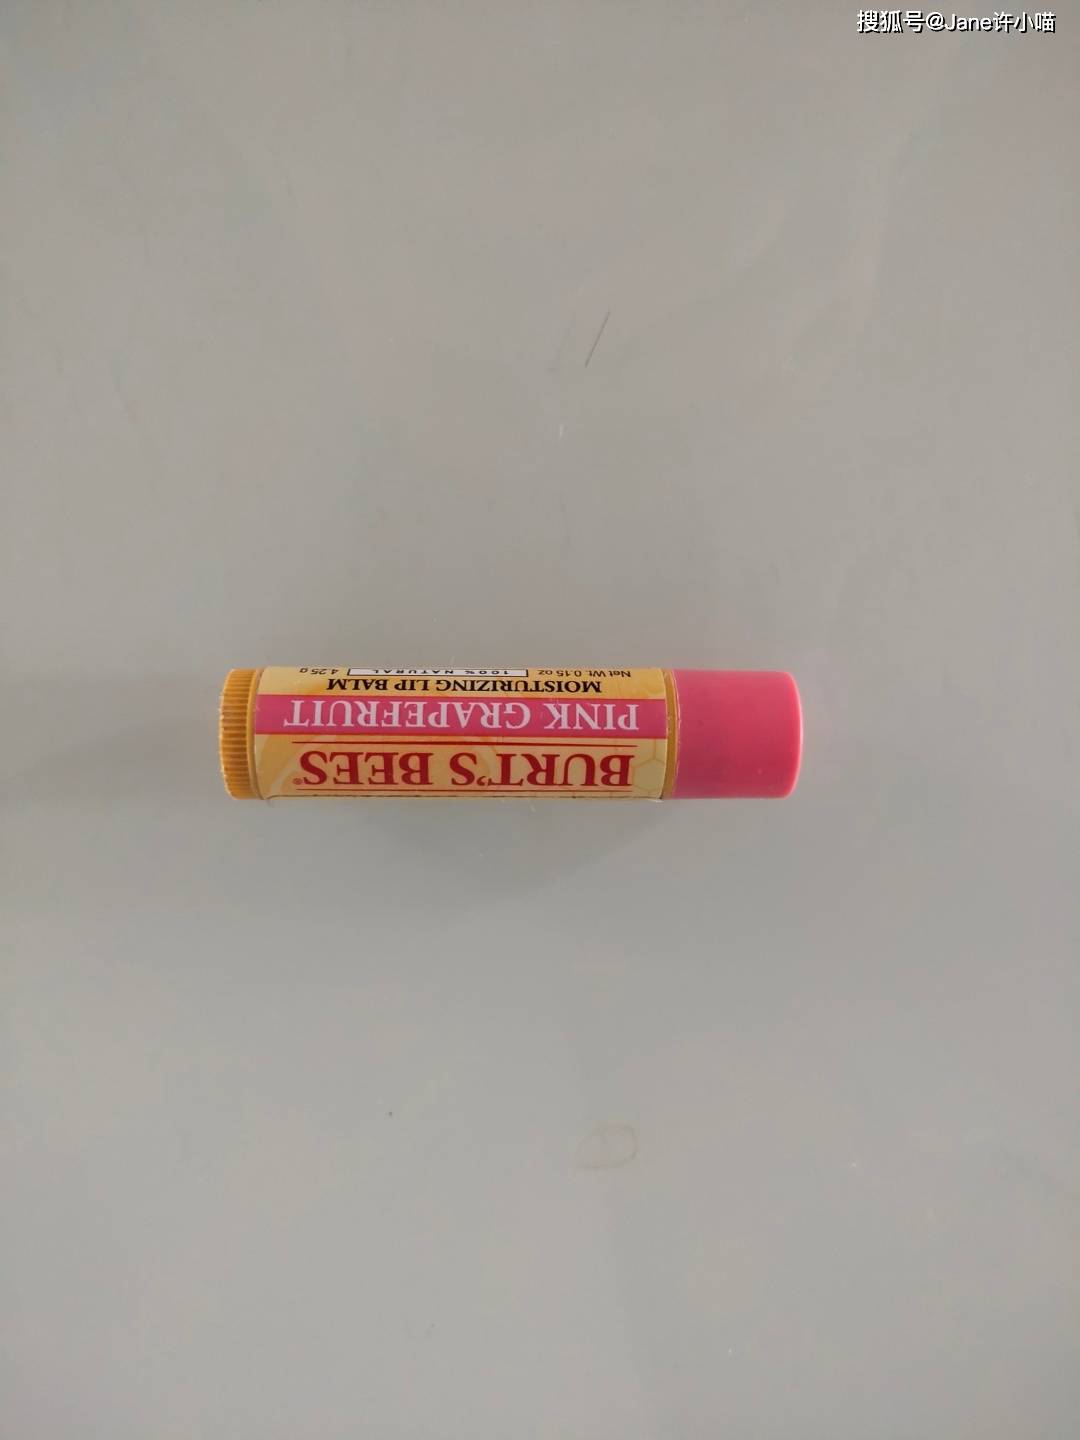 搜狐号@Jane许小喵
BURT'S BEES®
PINK GRAPEFRUIT
MOISTURIZING LIP BALM
Net Wt. 0.15 oz 100% NATURAL 4.25 g